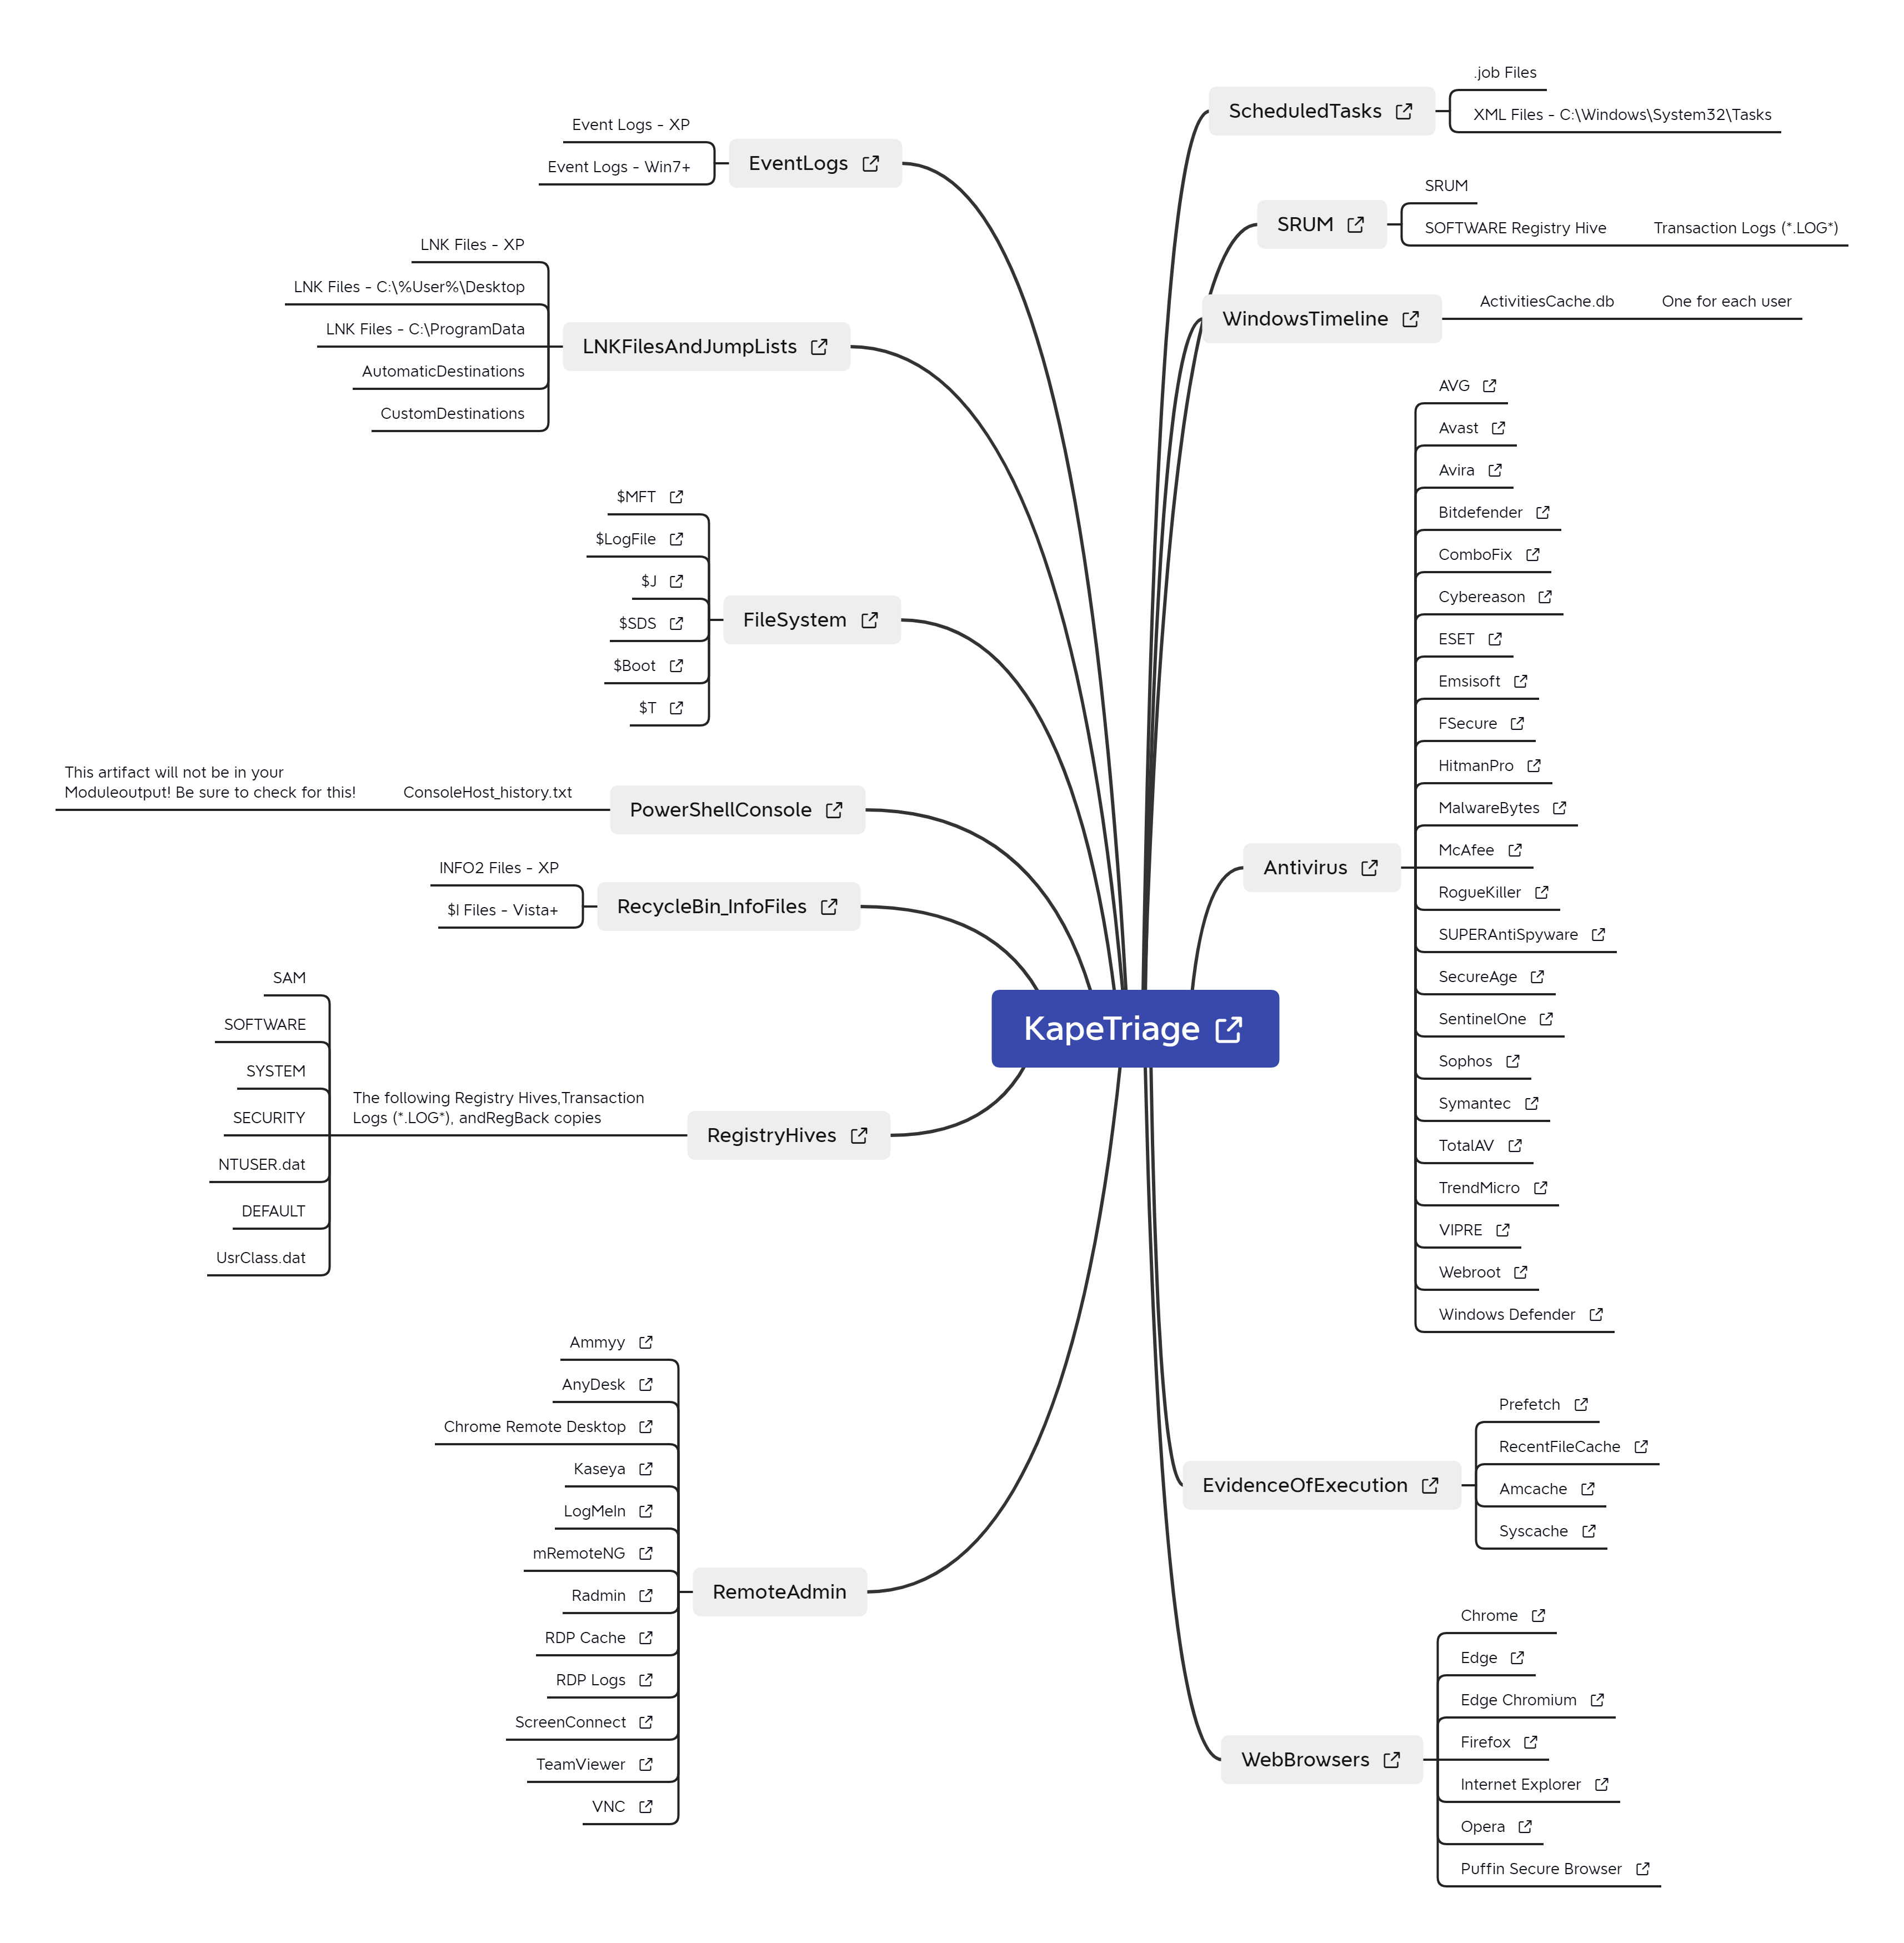 KapeTriage
EventLogs
Event Logs - XP
Event Logs - Win7+
LNKFilesAndJumpLists
LNK Files - XP
LNK Files - C:\%User%\Desktop
LNK Files - C:\ProgramData
AutomaticDestinations
CustomDestinations
FileSystem
$MFT
$LogFile
$J
$SDS
$Boot
$T
PowerShellConsole
ConsoleHost_history.txt
This artifact will not be in your
Moduleoutput! Be sure to check for this!
RecycleBin_InfoFiles
INFO2 Files - XP
$I Files - Vista+
RegistryHives
The following Registry Hives,Transaction
Logs (*.LOG*), andRegBack copies
SAM
SOFTWARE
SYSTEM
SECURITY
NTUSER.dat
DEFAULT
UsrClass.dat
RemoteAdmin
Ammyy
AnyDesk
Chrome Remote Desktop
Kaseya
LogMeIn
mRemoteNG
Radmin
RDP Cache
RDP Logs
ScreenConnect
TeamViewer
VNC
ScheduledTasks
.job Files
XML Files - C:\Windows\System32\Tasks
SRUM
SRUM
SOFTWARE Registry Hive
Transaction Logs (*.LOG*)
WindowsTimeline
ActivitiesCache.db
One for each user
Antivirus
AVG
Avast
Avira
Bitdefender
ComboFix
Cybereason
ESET
Emsisoft
FSecure
HitmanPro
MalwareBytes
McAfee
RogueKiller
SUPERAntiSpyware
SecureAge
SentinelOne
Sophos
Symantec
TotalAV
TrendMicro
VIPRE
Webroot
Windows Defender
EvidenceOfExecution
Prefetch
RecentFileCache
Amcache
Syscache
WebBrowsers
Chrome
Edge
Edge Chromium
Firefox
Internet Explorer
Opera
Puffin Secure Browser